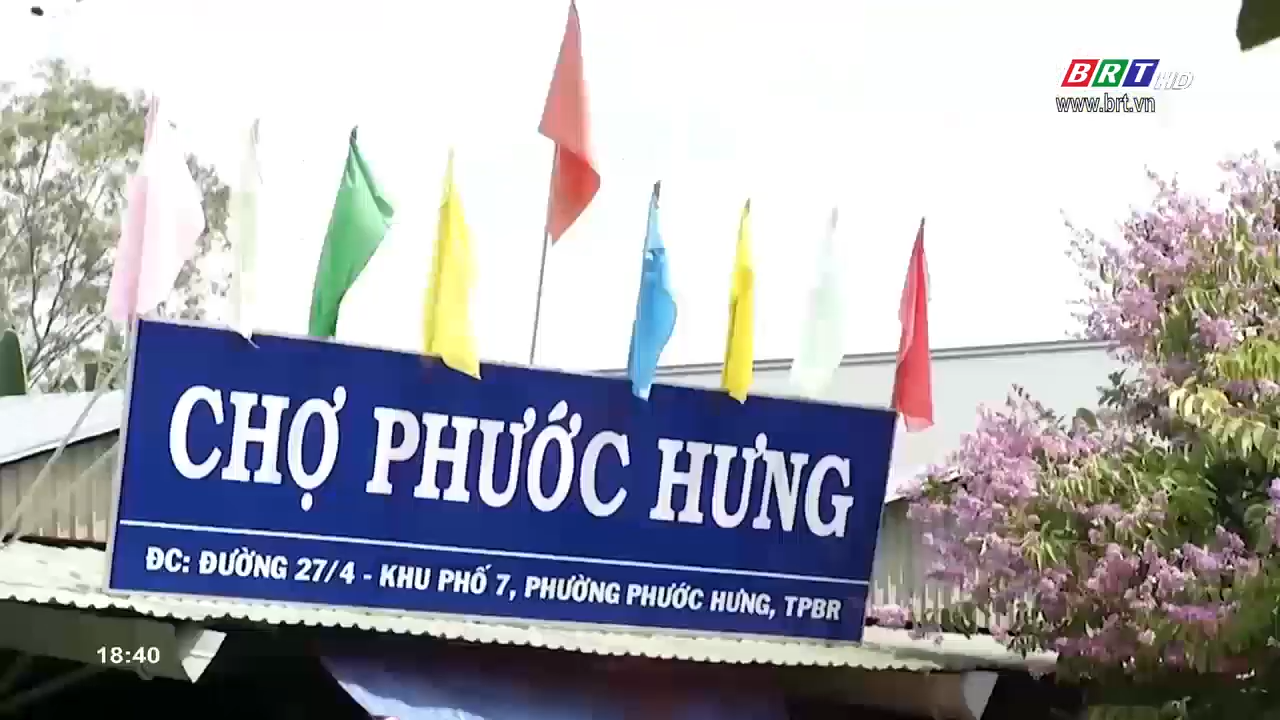 BRT HD
www.brt.vn
CHỢ PHƯỚC HƯNG
ĐC: ĐƯỜNG 27/4 - KHU PHỐ 7, PHƯỜNG PHƯỚC HƯNG, TPBR
18:40